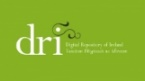 dri
Digital Repository of Ireland
Taisclann Dhigiteach na hÉireann